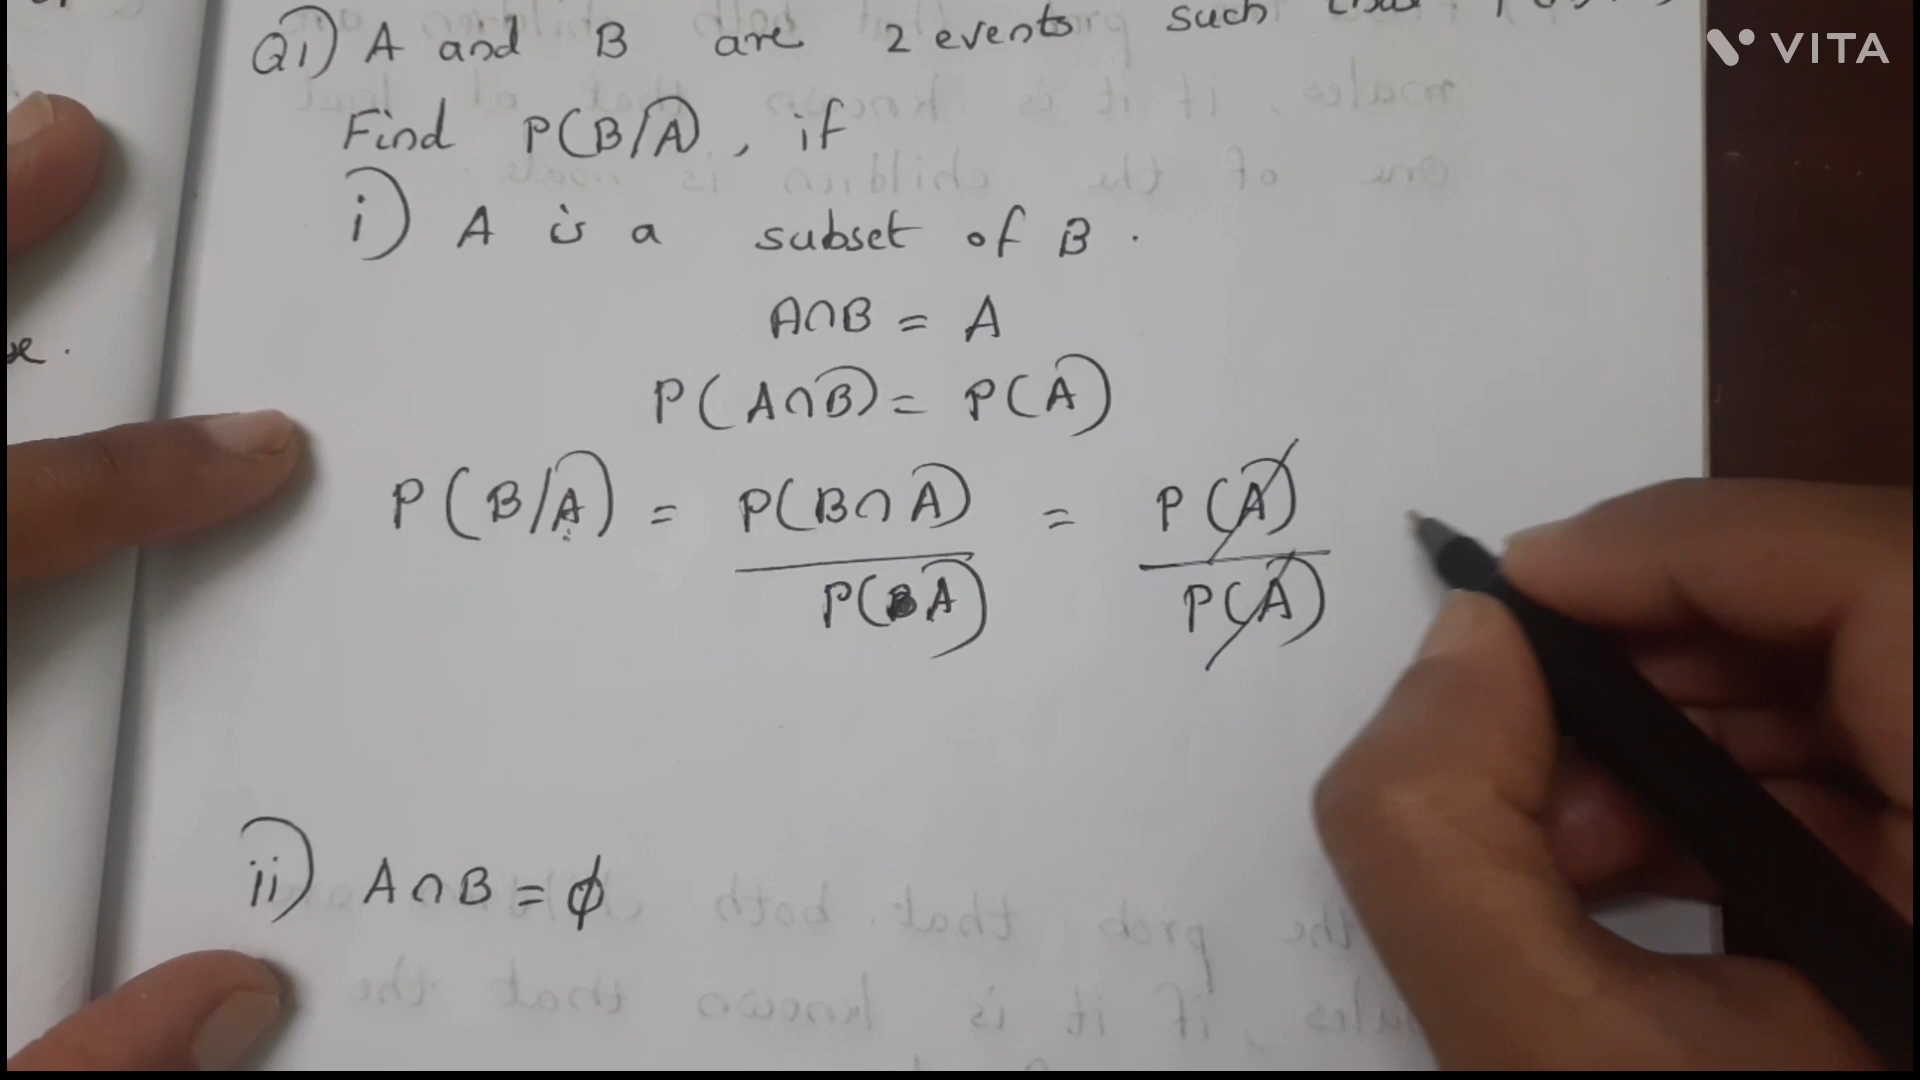 Q1) A and B are 2 events such
VITA
Find P(B/A), if
i) A is a subset of B.
A∩B = A
P(A∩B) = P(A)
P(B/A) = P(B∩A) / P(A) = P(A) / P(A)
ii) A∩B = ϕ